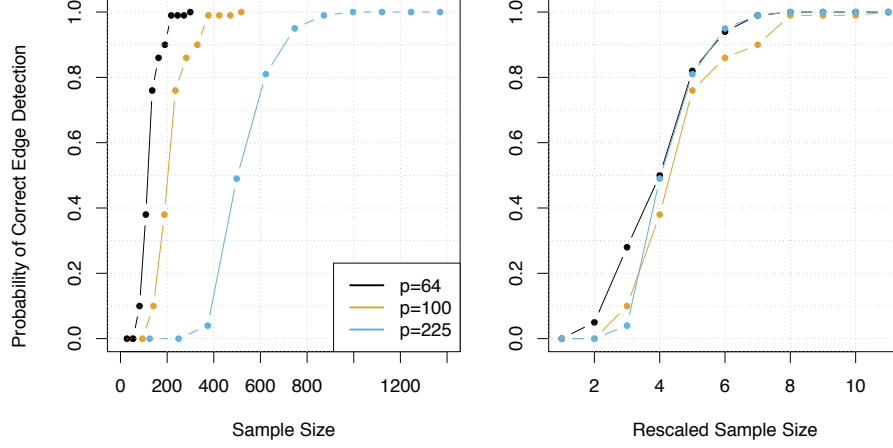 Probability of Correct Edge Detection
1.0
0.8
0.6
0.4
0.2
0.0
p=64
p=100
p=225
0 200 400 600 800 1200
Sample Size
1.0
0.8
0.6
0.4
0.2
0.0
2 4 6 8 10
Rescaled Sample Size